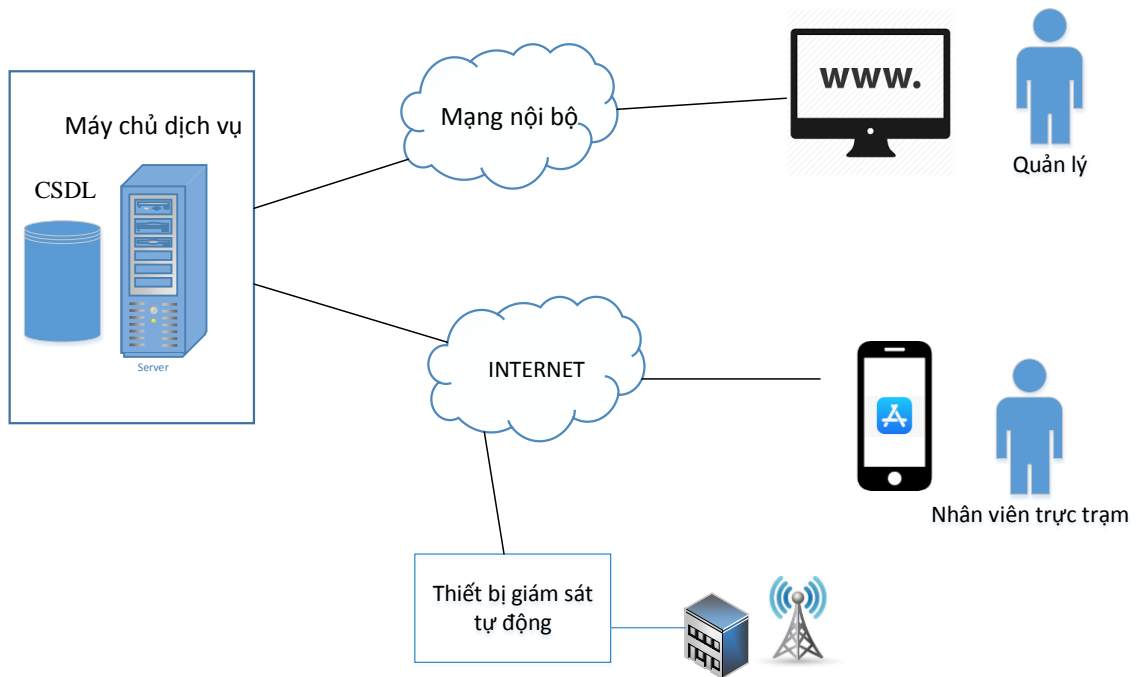 Máy chủ dịch vụ
CSDL
Server
Mạng nội bộ
www.
Quản lý
INTERNET
Nhân viên trực trạm
Thiết bị giám sát
tự động